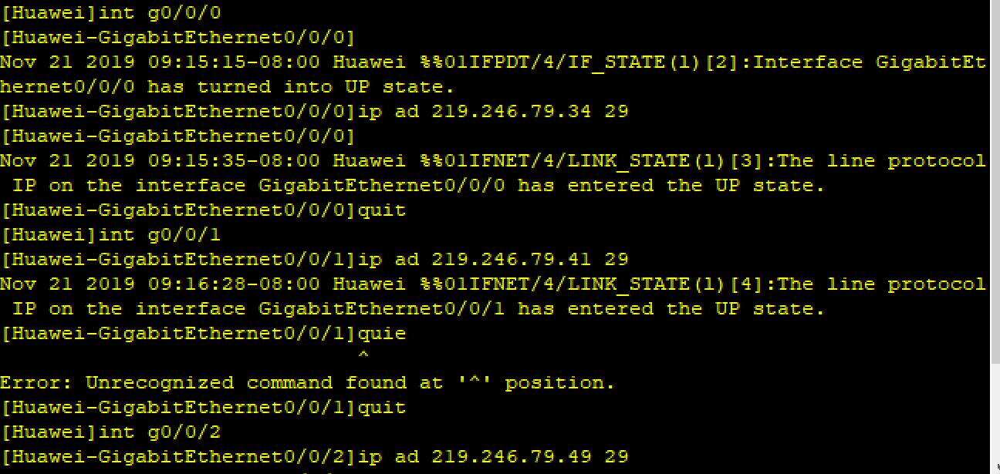 [Huawei]int g0/0/0
[Huawei-GigabitEthernet0/0/0]
Nov 21 2019 09:15:15-08:00 Huawei %%01IFPDT/4/IF_STATE(l)[2]:Interface GigabitEt
hernet0/0/0 has turned into UP state.
[Huawei-GigabitEthernet0/0/0]ip ad 219.246.79.34 29
[Huawei-GigabitEthernet0/0/0]
Nov 21 2019 09:15:35-08:00 Huawei %%01IFNET/4/LINK_STATE(l)[3]:The line protocol
 IP on the interface GigabitEthernet0/0/0 has entered the UP state.
[Huawei-GigabitEthernet0/0/0]quit
[Huawei]int g0/0/1
[Huawei-GigabitEthernet0/0/1]ip ad 219.246.79.41 29
Nov 21 2019 09:16:28-08:00 Huawei %%01IFNET/4/LINK_STATE(l)[4]:The line protocol
 IP on the interface GigabitEthernet0/0/1 has entered the UP state.
[Huawei-GigabitEthernet0/0/1]quie
^
Error: Unrecognized command found at '^' position.
[Huawei-GigabitEthernet0/0/1]quit
[Huawei]int g0/0/2
[Huawei-GigabitEthernet0/0/2]ip ad 219.246.79.49 29